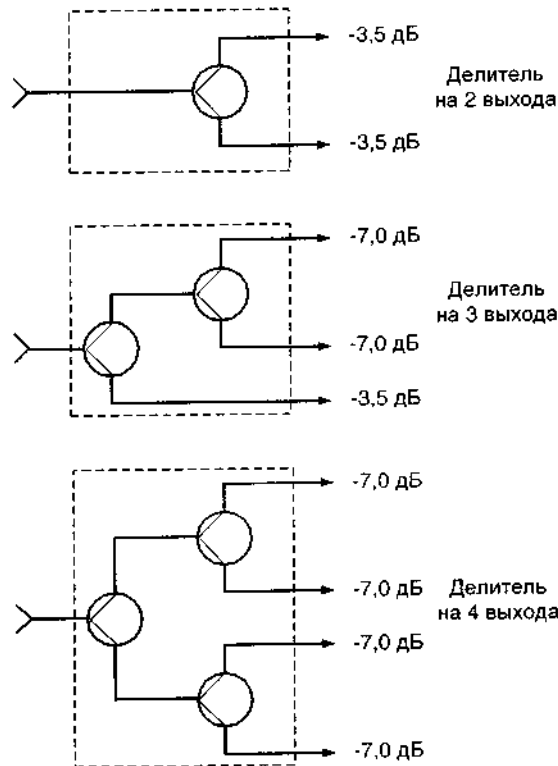 -3,5 дБ
Делитель
на 2 выхода
-3,5 дБ
-7,0 дБ
Делитель
на 3 выхода
-7,0 дБ
-3,5 дБ
-7,0 дБ
-7,0 дБ
Делитель
на 4 выхода
-7,0 дБ
-7,0 дБ